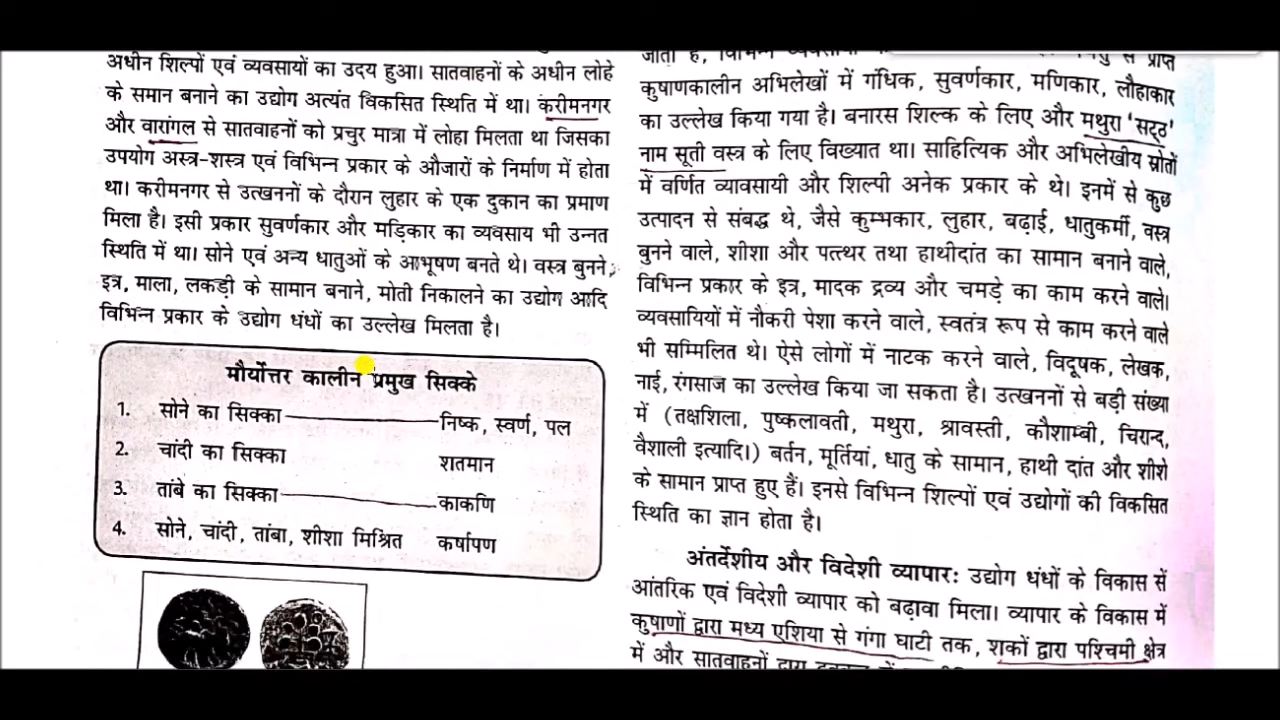 अधीन शिल्पों एवं व्यवसायों का उदय हुआ। सातवाहनों के अधीन लोहे
के समान बनाने का उद्योग अत्यंत विकसित स्थिति में था। करीमनगर
और वारांगल से सातवाहनों को प्रचुर मात्रा में लोहा मिलता था जिसका
उपयोग अस्त्र-शस्त्र एवं विभिन्न प्रकार के औजारों के निर्माण में होता
था। करीमनगर से उत्खननों के दौरान लुहार के एक दुकान का प्रमाण
मिला है। इसी प्रकार सुवर्णकार और मड़िकार का व्यवसाय भी उन्नत
स्थिति में था। सोने एवं अन्य धातुओं के आभूषण बनते थे। वस्त्र बुनने,
इत्र, माला, लकड़ी के सामान बनाने, मोती निकालने का उद्योग आदि
विभिन्न प्रकार के उद्योग धंधों का उल्लेख मिलता है।
मौर्योत्तर कालीन प्रमुख सिक्के
1. सोने का सिक्का निष्क, स्वर्ण, पल
2. चांदी का सिक्का शतमान
3. तांबे का सिक्का काकणि
4. सोने, चांदी, तांबा, शीशा मिश्रित कर्षापण
जाता है, विभिन्न से प्राप्त
कुषाणकालीन अभिलेखों में गंधिक, सुवर्णकार, मणिकार, लौहाकार
का उल्लेख किया गया है। बनारस शिल्क के लिए और मथुरा 'सट्ठ'
नाम सूती वस्त्र के लिए विख्यात था। साहित्यिक और अभिलेखीय स्रोतों
में वर्णित व्यावसायी और शिल्पी अनेक प्रकार के थे। इनमें से कुछ
उत्पादन से संबद्ध थे, जैसे कुम्भकार, लुहार, बढ़ाई, धातुकर्मी, वस्त्र
बुनने वाले, शीशा और पत्थर तथा हाथीदांत का सामान बनाने वाले,
विभिन्न प्रकार के इत्र, मादक द्रव्य और चमड़े का काम करने वाले।
व्यवसायियों में नौकरी पेशा करने वाले, स्वतंत्र रूप से काम करने वाले
भी सम्मिलित थे। ऐसे लोगों में नाटक करने वाले, विदूषक, लेखक,
नाई, रंगसाज का उल्लेख किया जा सकता है। उत्खननों से बड़ी संख्या
में (तक्षशिला, पुष्कलावती, मथुरा, श्रावस्ती, कौशाम्बी, चिरान्द,
वैशाली इत्यादि।) बर्तन, मूर्तियां, धातु के सामान, हाथी दांत और शीशे
के सामान प्राप्त हुए हैं। इनसे विभिन्न शिल्पों एवं उद्योगों की विकसित
स्थिति का ज्ञान होता है।
अंतर्देशीय और विदेशी व्यापार: उद्योग धंधों के विकास से
आंतरिक एवं विदेशी व्यापार को बढ़ावा मिला। व्यापार के विकास में
कुषाणों द्वारा मध्य एशिया से गंगा घाटी तक, शकों द्वारा पश्चिमी क्षेत्र
में और सातवाहनों द्वारा